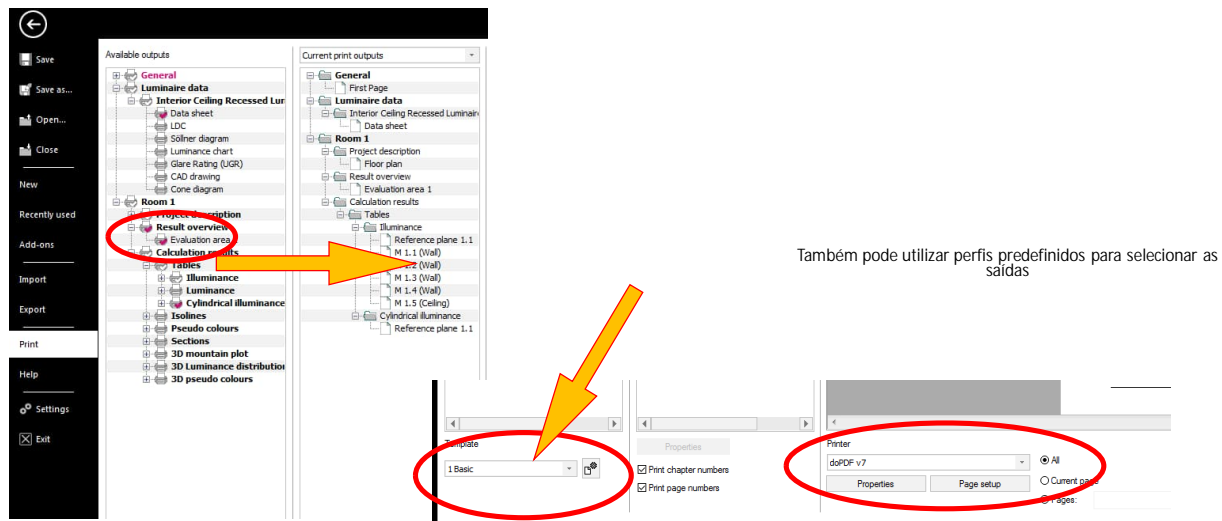 Save
Save as...
Open...
Close
New
Recently used
Add-ons
Import
Export
Print
Help
Settings
Exit
Available outputs
General
Luminaire data
Interior Ceiling Recessed Lun
Data sheet
LDC
Söllner diagram
Luminance chart
Glare Rating (UGR)
CAD drawing
Cone diagram
Room 1
Project description
Result overview
Evaluation area
Calculation results
Tables
Illuminance
Luminance
Cylindrical illuminance
Isolines
Pseudo colours
Sections
3D mountain plot
3D Luminance distribution
3D pseudo colours
Current print outputs
General
First Page
Luminaire data
Interior Ceiling Recessed Luminaire
Data sheet
Room 1
Project description
Floor plan
Result overview
Evaluation area 1
Calculation results
Tables
Illuminance
Reference plane 1.1
M 1.1 (Wall)
1.2 (Wall)
M 1.3 (Wall)
M 1.4 (Wall)
M 1.5 (Ceiling)
Cylindrical illuminance
Reference plane 1.1
Também pode utilizar perfis predefinidos para selecionar as
saídas
Template
1 Basic
Properties
Print chapter numbers
Print page numbers
Printer
doPDF v7
Properties
Page setup
All
Current page
Pages: